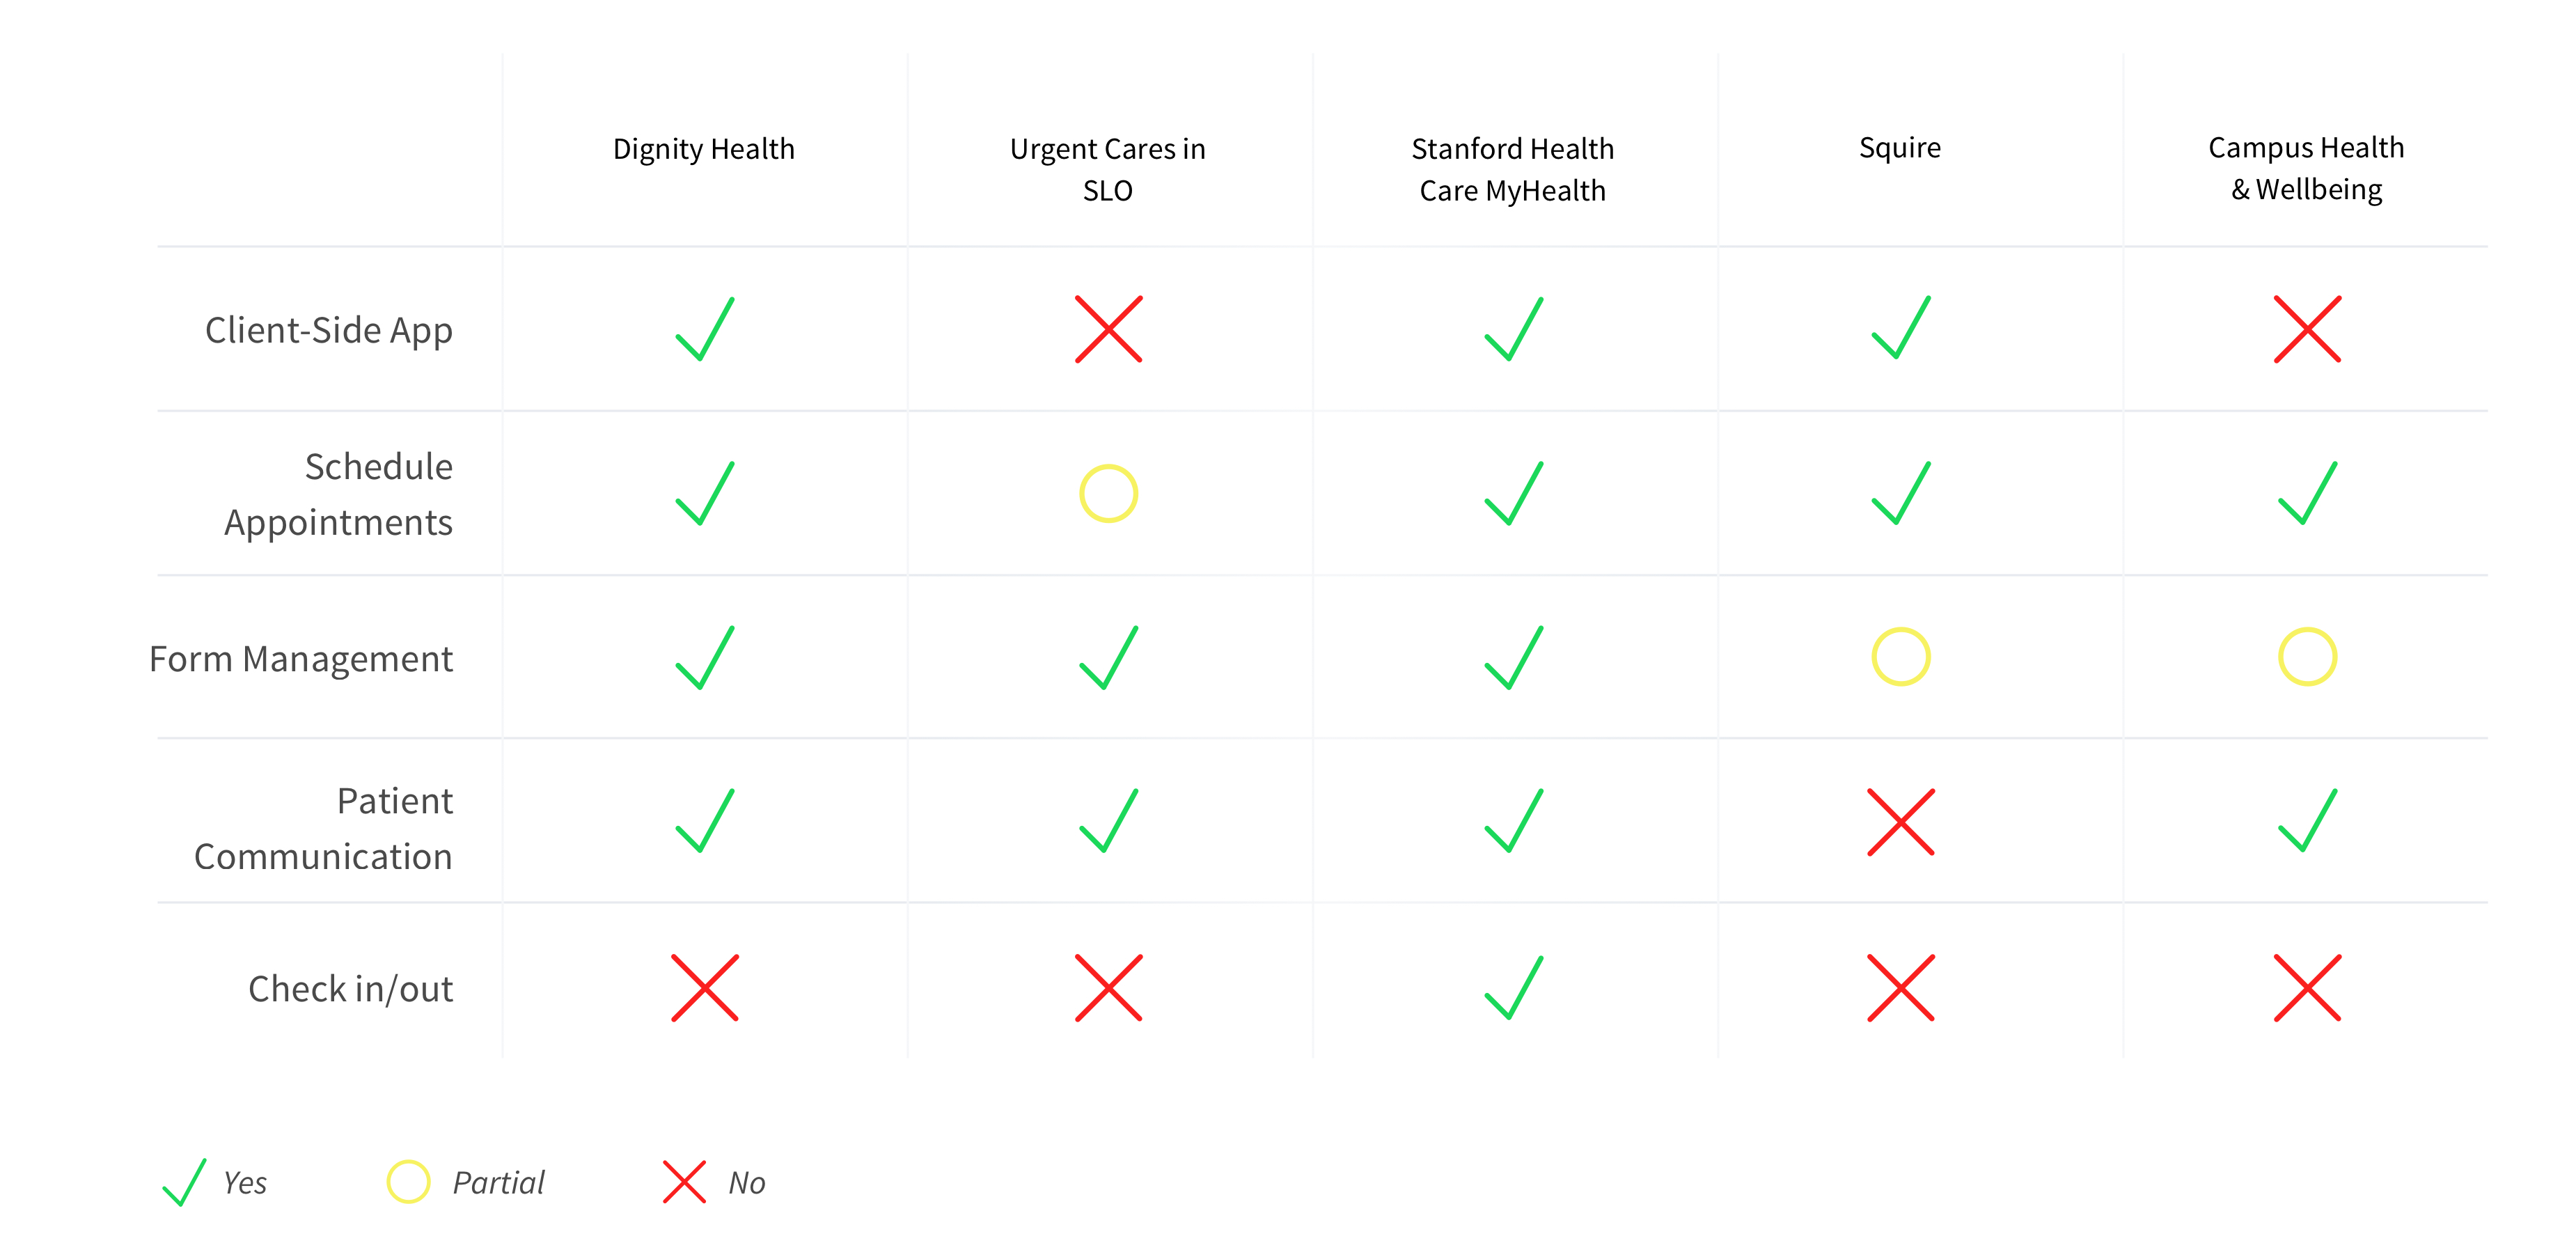 Dignity Health
Urgent Cares in
SLO
Stanford Health
Care MyHealth
Squire
Campus Health
& Wellbeing
Client-Side App
Schedule
Appointments
Form Management
Patient
Communication
Check in/out
Yes
Partial
No